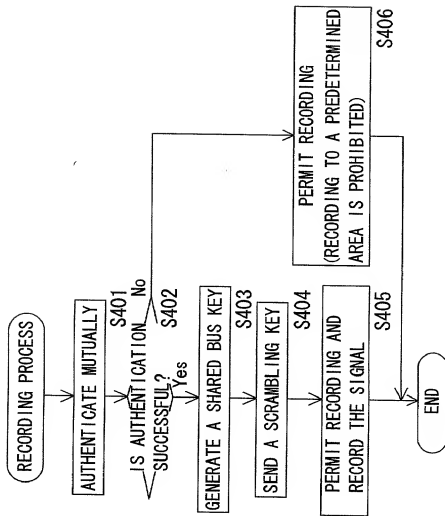 RECORDING PROCESS
AUTHENTICATE MUTUALLY
S401
IS AUTHENTICATION
SUCCESSFUL?
No
S402
Yes
GENERATE A SHARED BUS KEY
S403
SEND A SCRAMBLING KEY
S404
PERMIT RECORDING AND
RECORD THE SIGNAL
S405
PERMIT RECORDING
(RECORDING TO A PREDETERMINED
AREA IS PROHIBITED)
S406
END